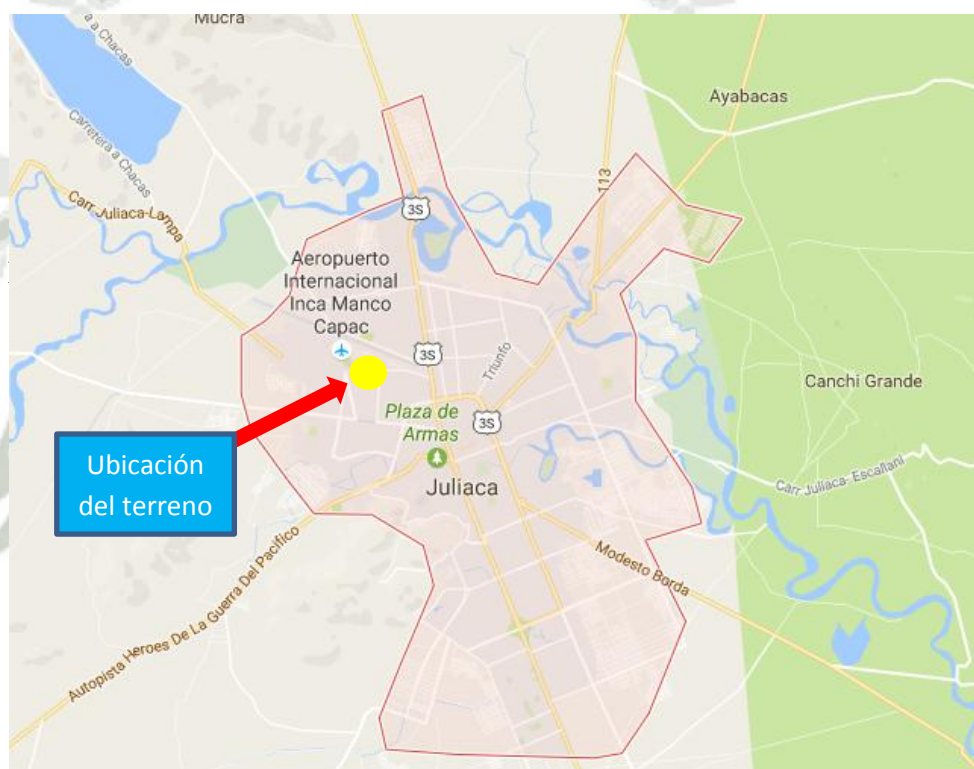 Mucra
a a Chacas
Carretera a Chacas
Ayabacas
113
Carr Juliaca-Lampa
3S
Aeropuerto
Internacional
Inca Manco
Capac
3S
Triunfo
Canchi Grande
Plaza de
Armas
3S
Ubicación
del terreno
Juliaca
Carr Juliaca- Escallani
Modesto Borda
Autopista Heroes De La Guerra Del Pacífico